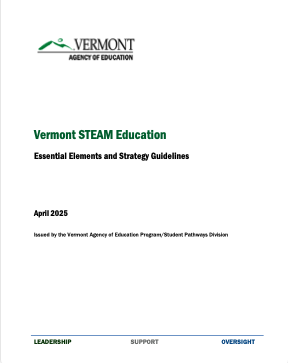 VERMONT
AGENCY OF EDUCATION
Vermont STEAM Education
Essential Elements and Strategy Guidelines
April 2025
Issued by the Vermont Agency of Education Program/Student Pathways Division
LEADERSHIP SUPPORT OVERSIGHT